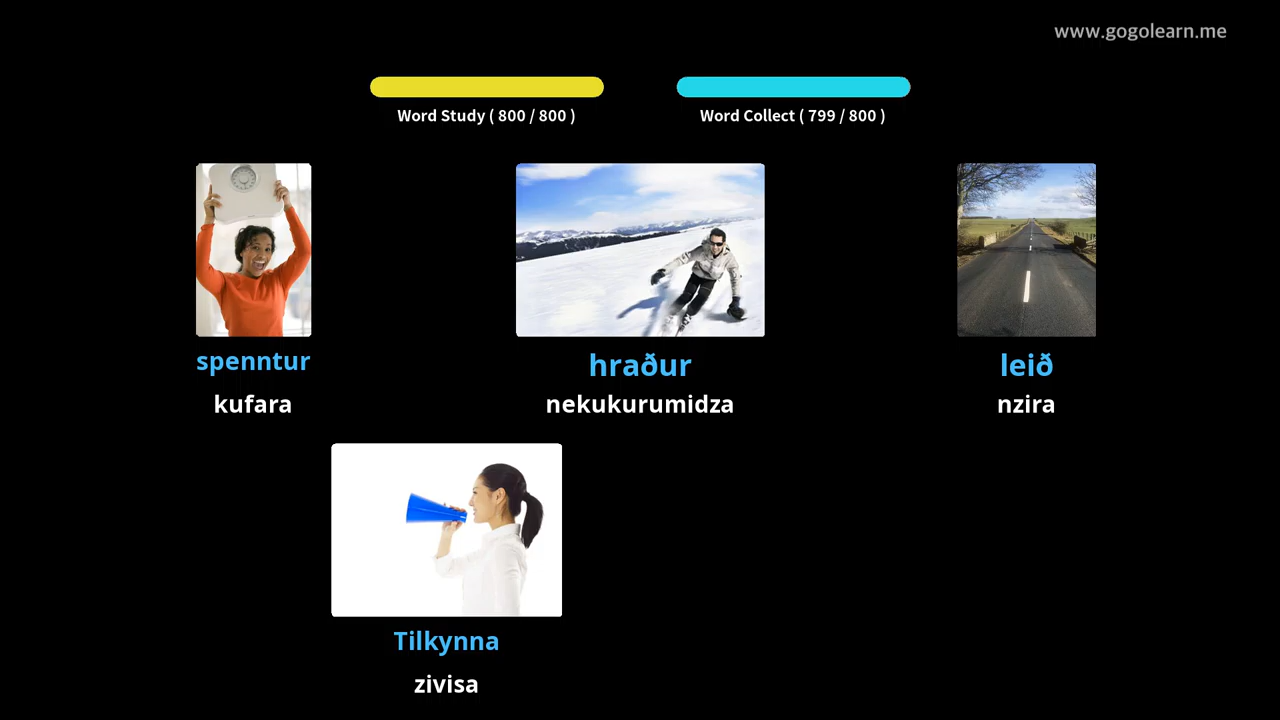 www.gogolearn.me
Word Study ( 800 / 800 )
Word Collect ( 799 / 800 )
spenntur
hraður
leið
kufara
nekukurumidza
nzira
Tilkynna
zivisa